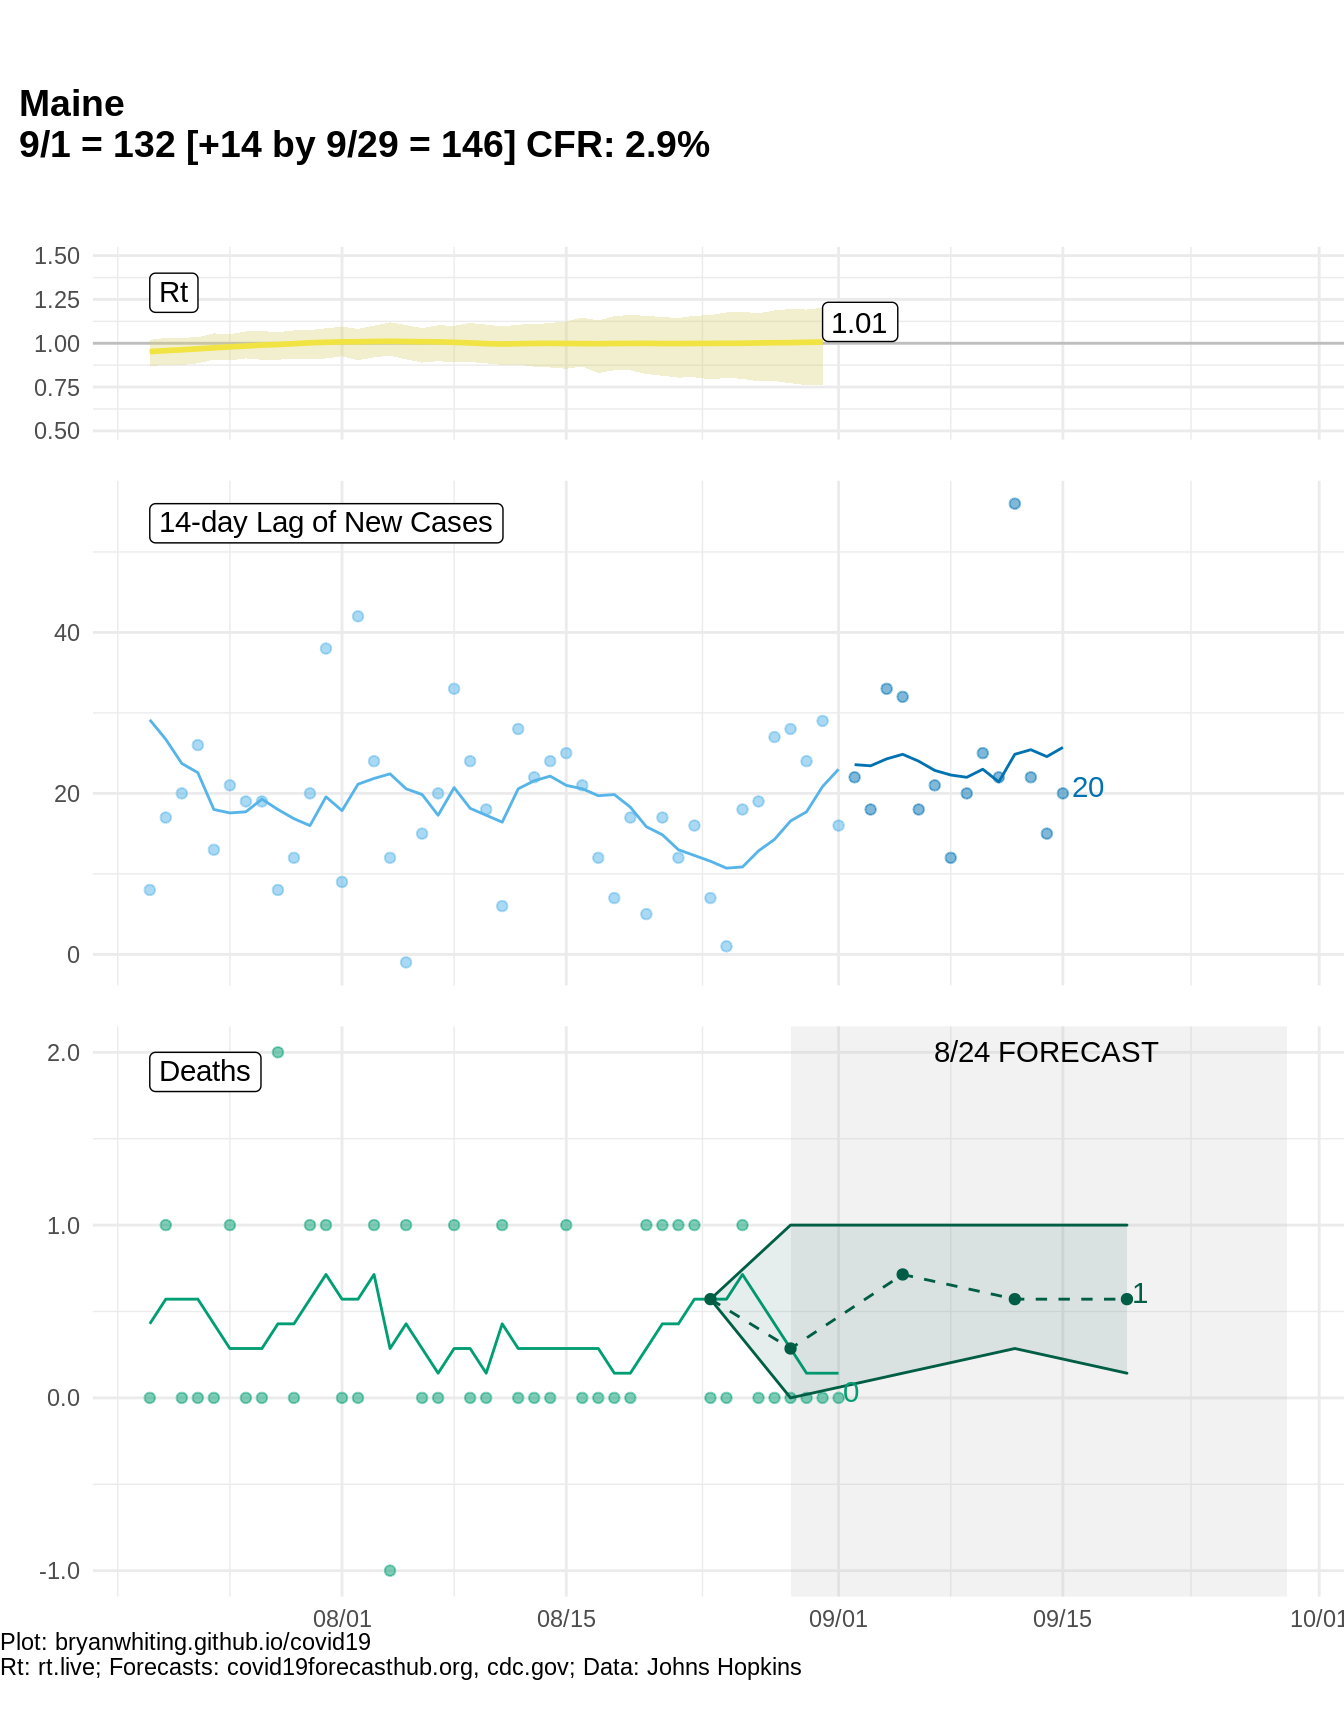 Maine
9/1 = 132 [+14 by 9/29 = 146] CFR: 2.9%
1.50
1.25
1.00
0.75
0.50
Rt
1.01
14-day Lag of New Cases
40
20
0
20
Deaths
8/24 FORECAST
2.0
1.0
0.0
-1.0
1
0
08/01
08/15
09/01
09/15
10/01
Plot: bryanwhiting.github.io/covid19
Rt: rt.live; Forecasts: covid19forecasthub.org, cdc.gov; Data: Johns Hopkins